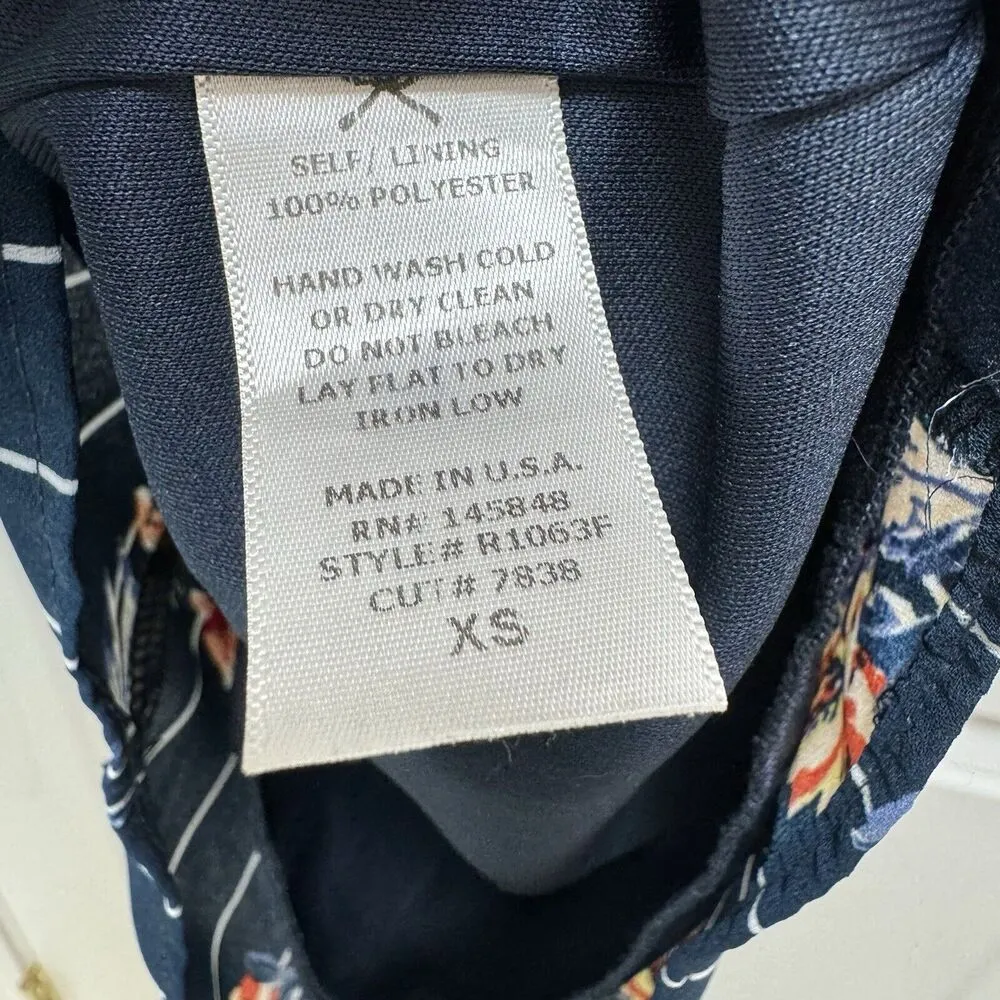 SELF/ LINING
100% POLYESTER
HAND WASH COLD
OR DRY CLEAN
DO NOT BLEACH
LAY FLAT TO DRY
IRON LOW
MADE IN U.S.A.
RN# 145848
STYLE# R1063F
CUT# 7838
XS